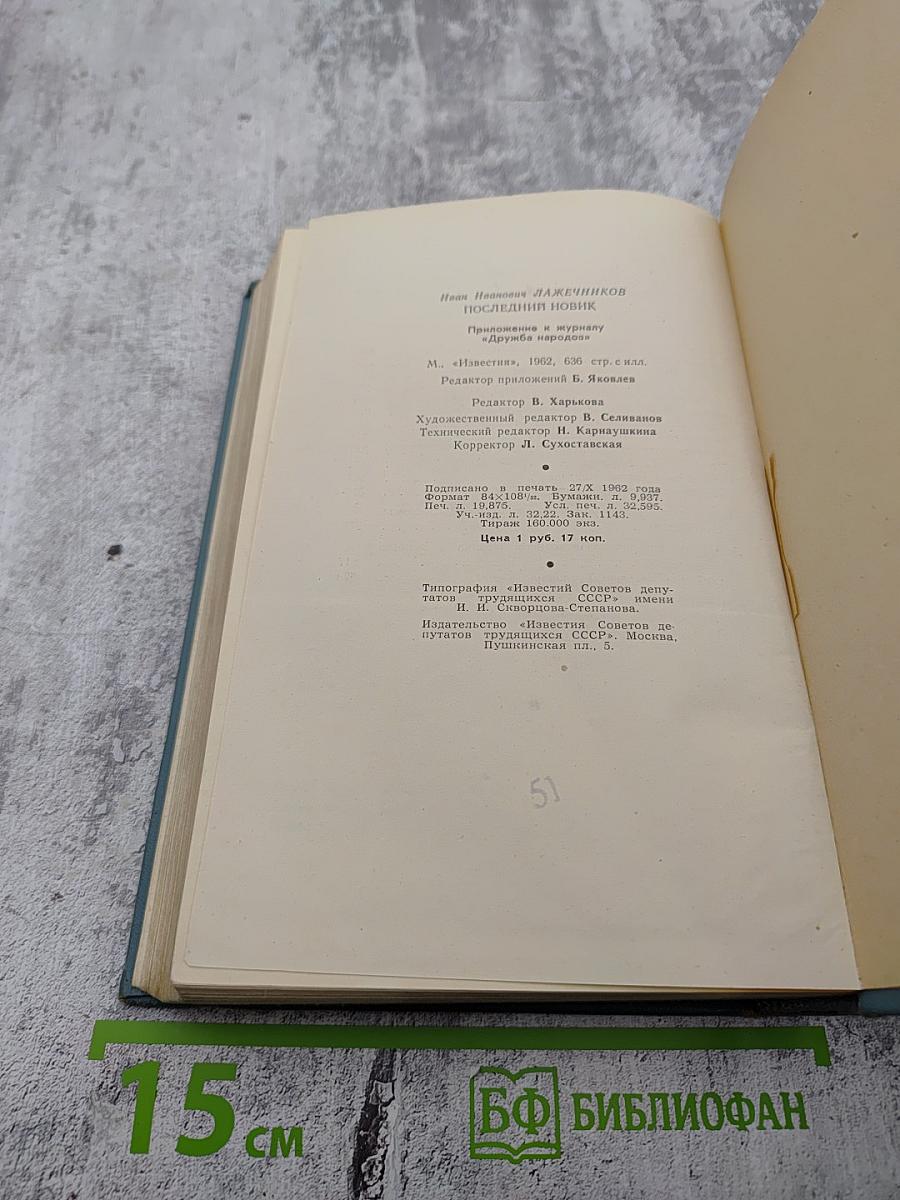 Иван Иванович ЛАЖЕЧНИКОВ
ПОСЛЕДНИЙ НОВИК
Приложение к журналу
«Дружба народов»
М., «Известия», 1962, 636 стр. с илл.
Редактор приложений Б. Яковлев
Редактор В. Харькова
Художественный редактор В. Селиванов
Технический редактор Н. Карнаушкина
Корректор Л. Сухоставская
Подписано в печать 27/X 1962 года
Формат 84×108¹/₃₂. Бумажн. л. 9,937.
Печ. л. 19,875. Усл. печ. л. 32,595.
Уч.-изд. л. 32,22. Зак. 1143.
Тираж 160.000 экз.
Цена 1 руб. 17 коп.
Типография «Известий Советов депу-
татов трудящихся СССР» имени
И. И. Скворцова-Степанова.
Издательство «Известия Советов де-
путатов трудящихся СССР». Москва,
Пушкинская пл., 5.
51
15 см
БФ БИБЛИОФАН